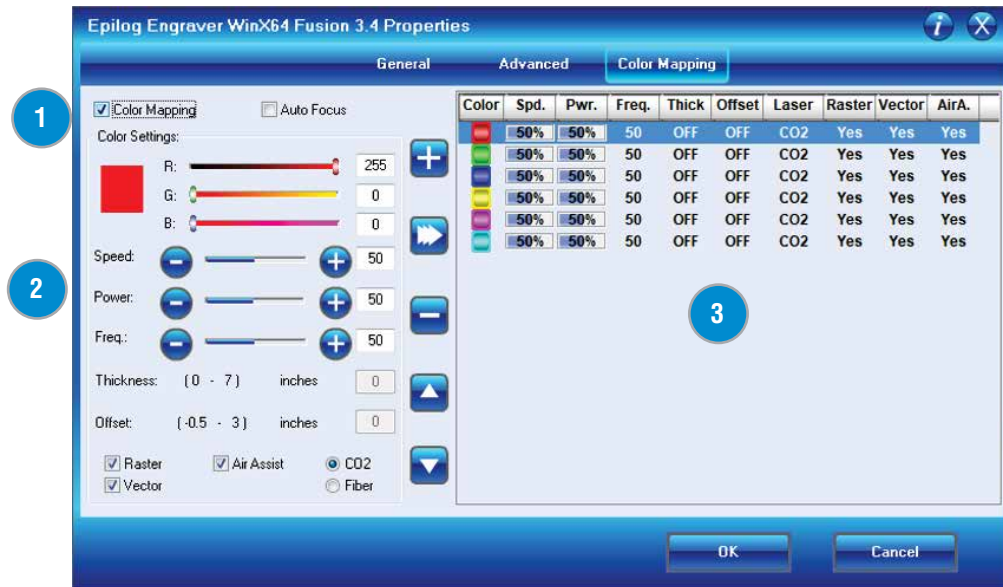 Epilog Engraver WinX64 Fusion 3.4 Properties
i X
General Advanced Color Mapping
1
Color Mapping Auto Focus
Color Settings:
R: 255
G: 0
B: 0
2
Speed: 50
Power: 50
Freq.: 50
Thickness: ( 0 - 7 ) inches 0
Offset: ( -0.5 - 3 ) inches 0
Raster Air Assist CO2
Vector Fiber
Color Spd. Pwr. Freq. Thick Offset Laser Raster Vector AirA.
50% 50% 50 OFF OFF CO2 Yes Yes Yes
50% 50% 50 OFF OFF CO2 Yes Yes Yes
50% 50% 50 OFF OFF CO2 Yes Yes Yes
50% 50% 50 OFF OFF CO2 Yes Yes Yes
50% 50% 50 OFF OFF CO2 Yes Yes Yes
50% 50% 50 OFF OFF CO2 Yes Yes Yes
3
OK Cancel